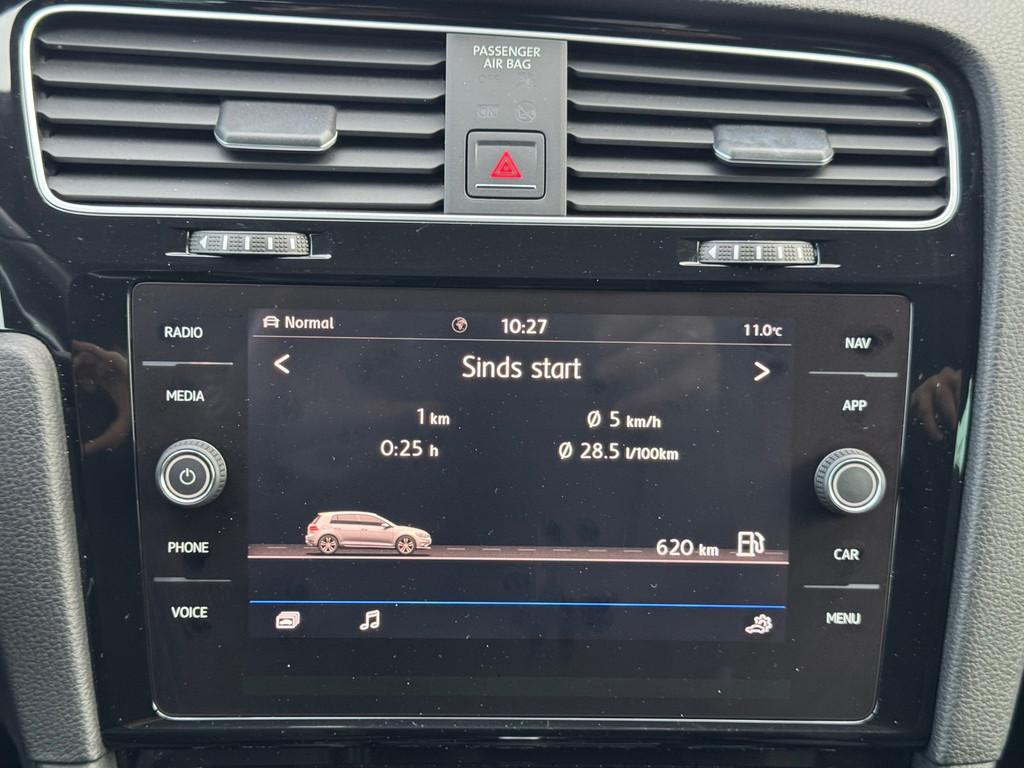 PASSENGER
AIR BAG
Normal
10:27
11.0°C
RADIO
MEDIA
PHONE
VOICE
< Sinds start >
1 km
Ø 5 km/h
0:25 h
Ø 28.5 l/100km
620 km
NAV
APP
CAR
MENU